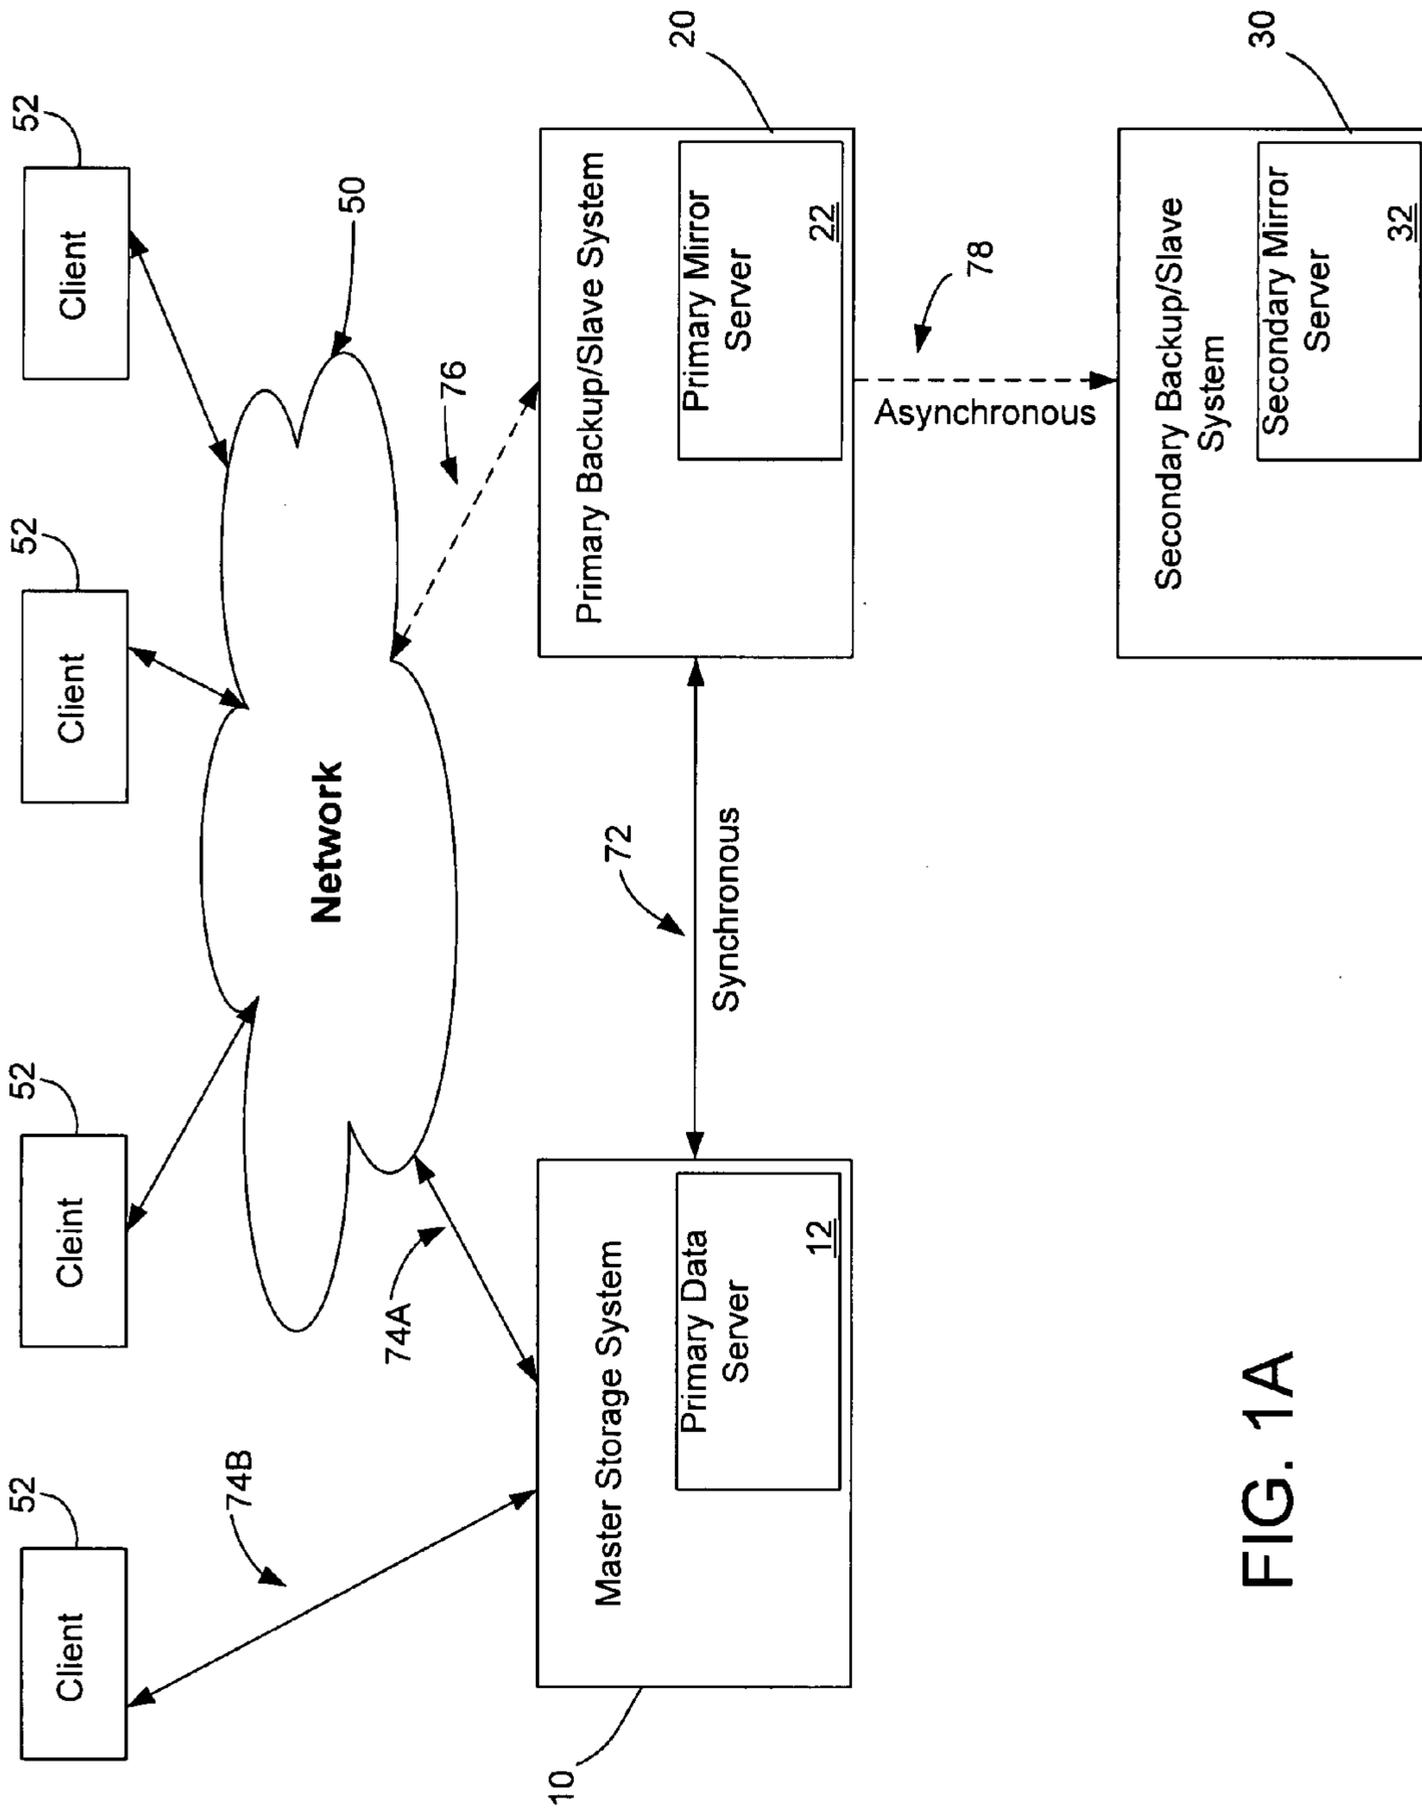 52
52
52
52
Client
Cleint
Client
Client
74B
50
Network
74A
76
20
10
Master Storage System
Primary Data
Server
12
72
Synchronous
Primary Backup/Slave System
Primary Mirror
Server
22
78
Asynchronous
30
Secondary Backup/Slave
System
Secondary Mirror
Server
32
FIG. 1A